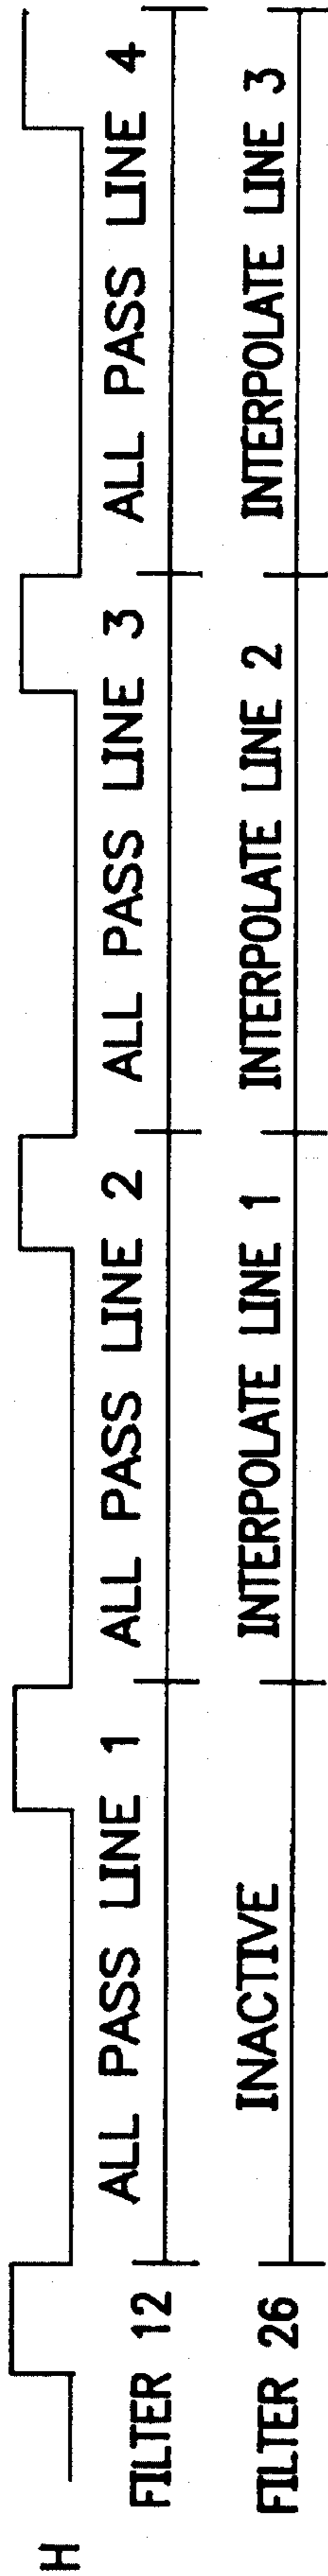 H
FILTER 12 ALL PASS LINE 1 ALL PASS LINE 2 ALL PASS LINE 3 ALL PASS LINE 4
FILTER 26 INACTIVE INTERPOLATE LINE 1 INTERPOLATE LINE 2 INTERPOLATE LINE 3